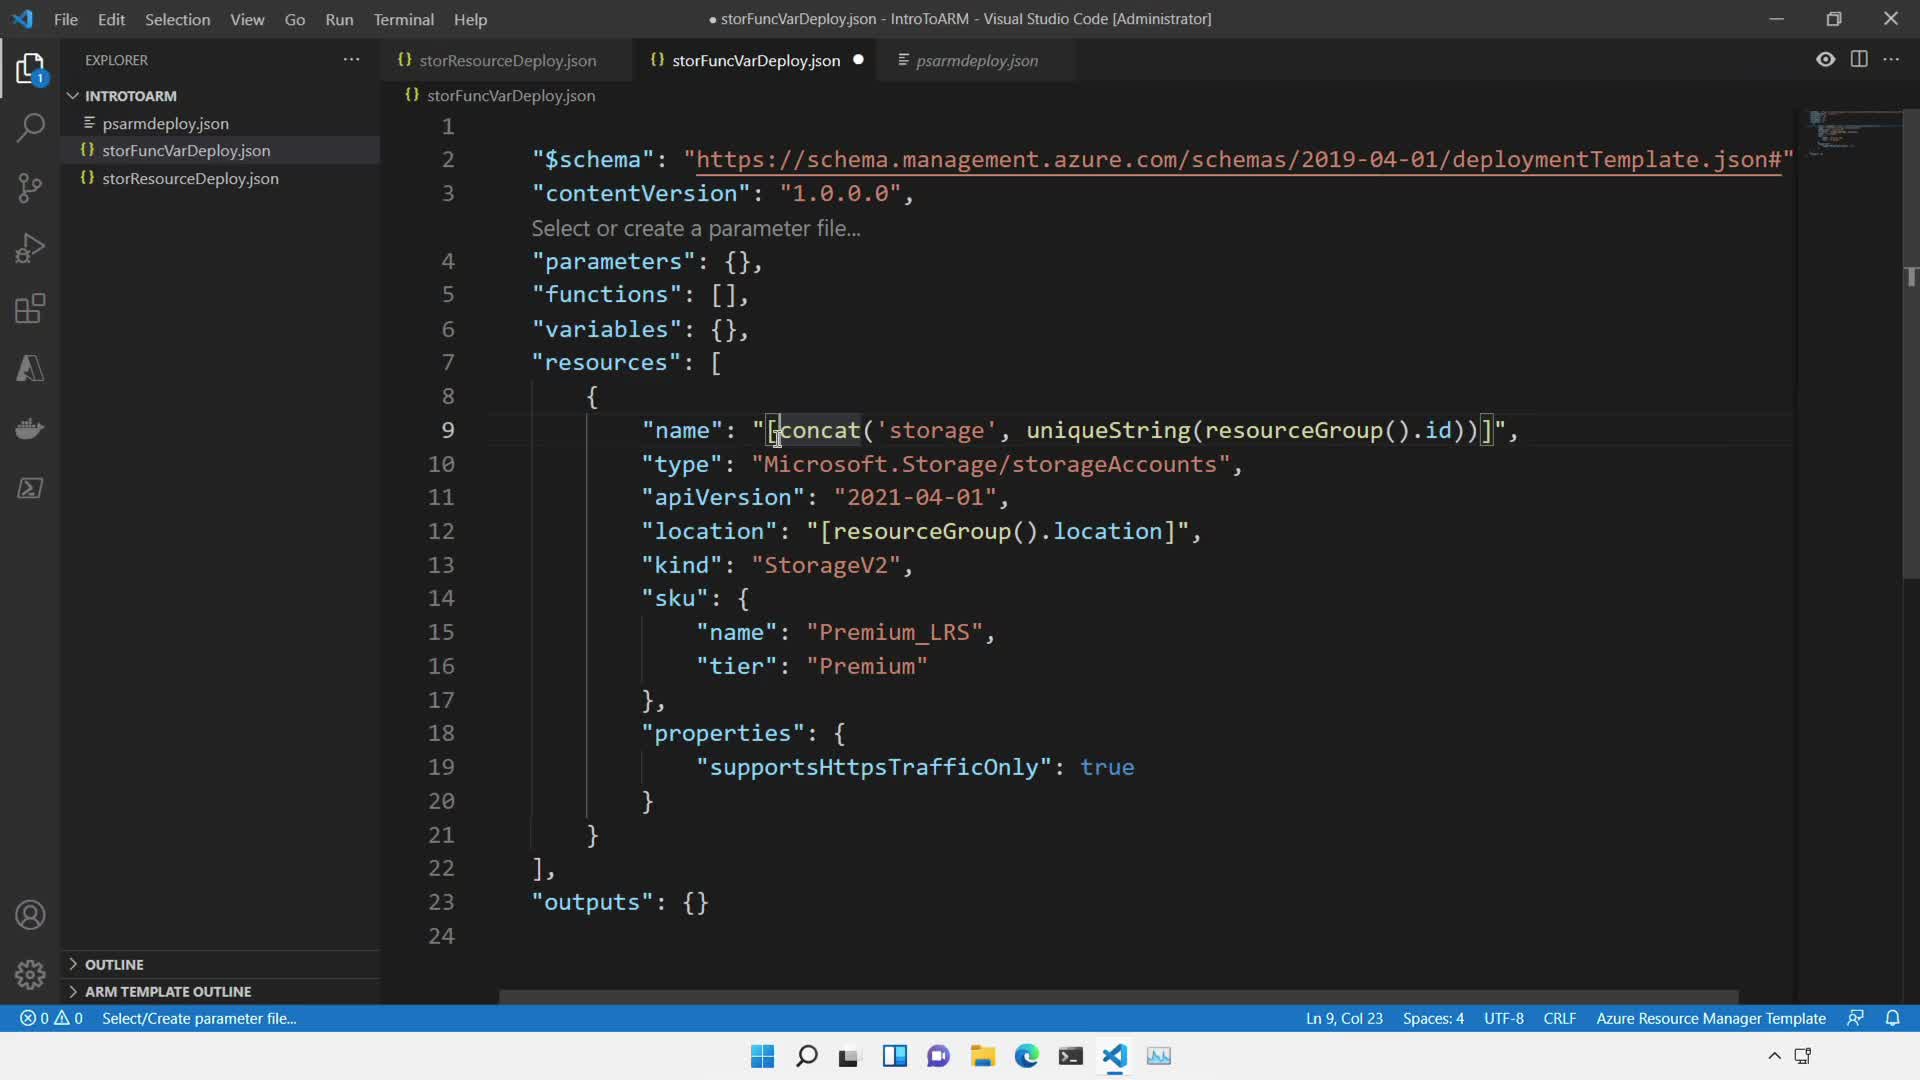 File Edit Selection View Go Run Terminal Help
● storFuncVarDeploy.json - IntroToARM - Visual Studio Code [Administrator]
EXPLORER
INTROTOARM
psarmdeploy.json
storFuncVarDeploy.json
storResourceDeploy.json
1
OUTLINE
ARM TEMPLATE OUTLINE
storResourceDeploy.json
storFuncVarDeploy.json
psarmdeploy.json
storFuncVarDeploy.json
1
2 "$schema": "https://schema.management.azure.com/schemas/2019-04-01/deploymentTemplate.json#"
3 "contentVersion": "1.0.0.0",
Select or create a parameter file...
4 "parameters": {},
5 "functions": [],
6 "variables": {},
7 "resources": [
8 {
9 "name": "[concat('storage', uniqueString(resourceGroup().id))]",
10 "type": "Microsoft.Storage/storageAccounts",
11 "apiVersion": "2021-04-01",
12 "location": "[resourceGroup().location]",
13 "kind": "StorageV2",
14 "sku": {
15 "name": "Premium_LRS",
16 "tier": "Premium"
17 },
18 "properties": {
19 "supportsHttpsTrafficOnly": true
20 }
21 }
22 ],
23 "outputs": {}
24
0 0 Select/Create parameter file...
Ln 9, Col 23 Spaces: 4 UTF-8 CRLF Azure Resource Manager Template